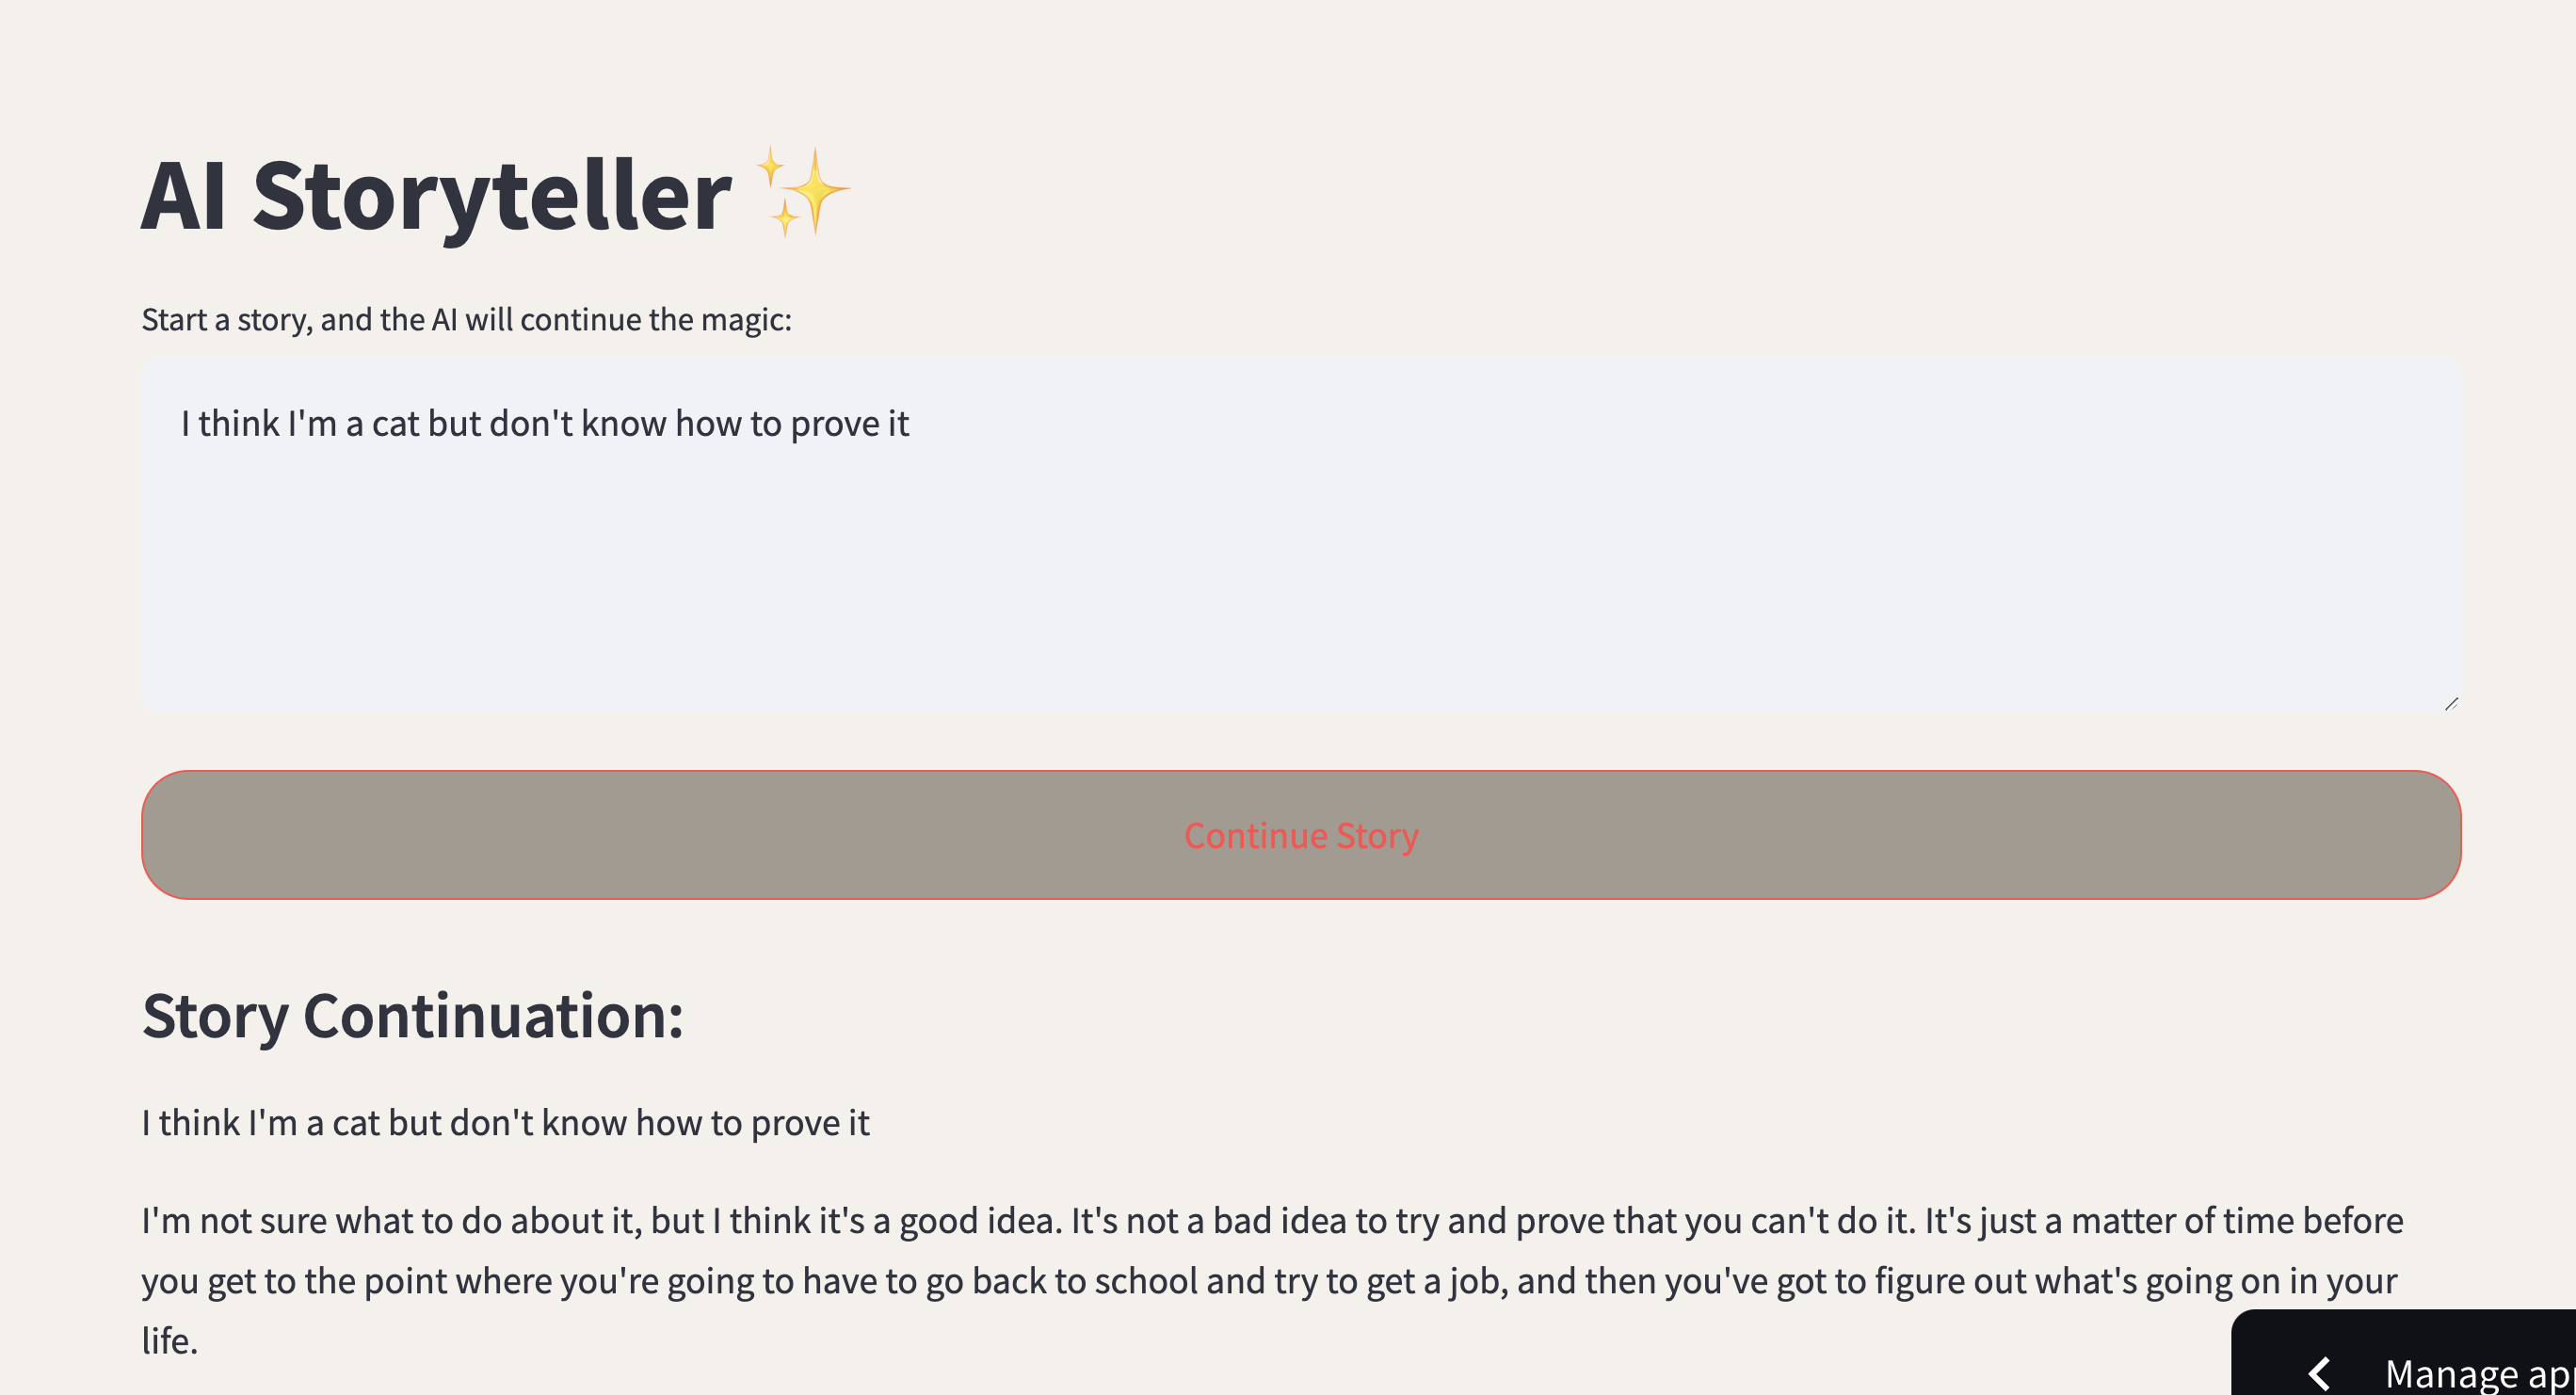 AI Storyteller ✨
Start a story, and the AI will continue the magic:
I think I'm a cat but don't know how to prove it
Continue Story
Story Continuation:
I think I'm a cat but don't know how to prove it
I'm not sure what to do about it, but I think it's a good idea. It's not a bad idea to try and prove that you can't do it. It's just a matter of time before
you get to the point where you're going to have to go back to school and try to get a job, and then you've got to figure out what's going on in your
life.
Manage